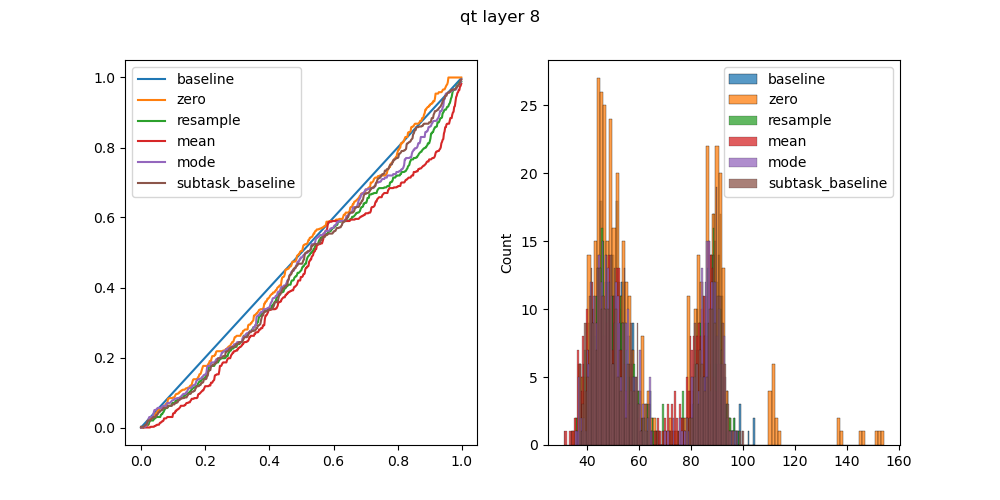 qt layer 8
baseline
zero
resample
mean
mode
subtask_baseline
1.0
0.8
0.6
0.4
0.2
0.0
0.0 0.2 0.4 0.6 0.8 1.0
baseline
zero
resample
mean
mode
subtask_baseline
Count
25
20
15
10
5
0
40 60 80 100 120 140 160